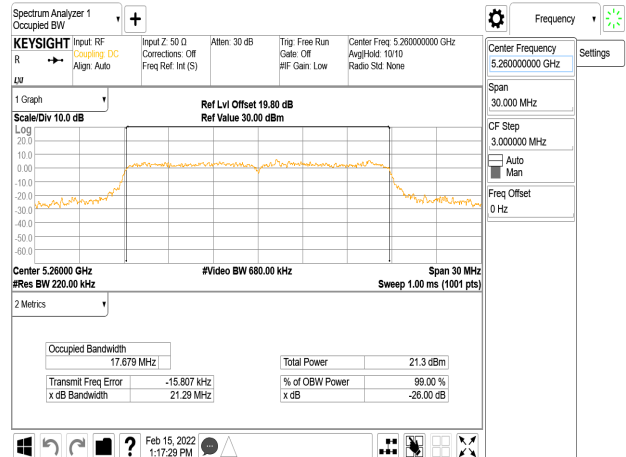 Spectrum Analyzer 1
Occupied BW
Frequency
KEYSIGHT
R
Input: RF
Coupling: DC
Align: Auto
Input Z: 50 Ω
Corrections: Off
Freq Ref: Int (S)
Atten: 30 dB
Trig: Free Run
Gate: Off
#IF Gain: Low
Center Freq: 5.260000000 GHz
Avg|Hold: 10/10
Radio Std: None
Center Frequency
5.260000000 GHz
Settings
Span
30.000 MHz
CF Step
3.000000 MHz
Auto
Man
Freq Offset
0 Hz
1 Graph
Scale/Div 10.0 dB
Ref Lvl Offset 19.80 dB
Ref Value 30.00 dBm
Log
20.0
10.0
0.00
-10.0
-20.0
-30.0
-40.0
-50.0
-60.0
Center 5.26000 GHz
#Res BW 220.00 kHz
#Video BW 680.00 kHz
Span 30 MHz
Sweep 1.00 ms (1001 pts)
2 Metrics
Occupied Bandwidth
17.679 MHz
Total Power 21.3 dBm
Transmit Freq Error -15.807 kHz
% of OBW Power 99.00 %
x dB Bandwidth 21.29 MHz
x dB -26.00 dB
?
Feb 15, 2022
1:17:29 PM